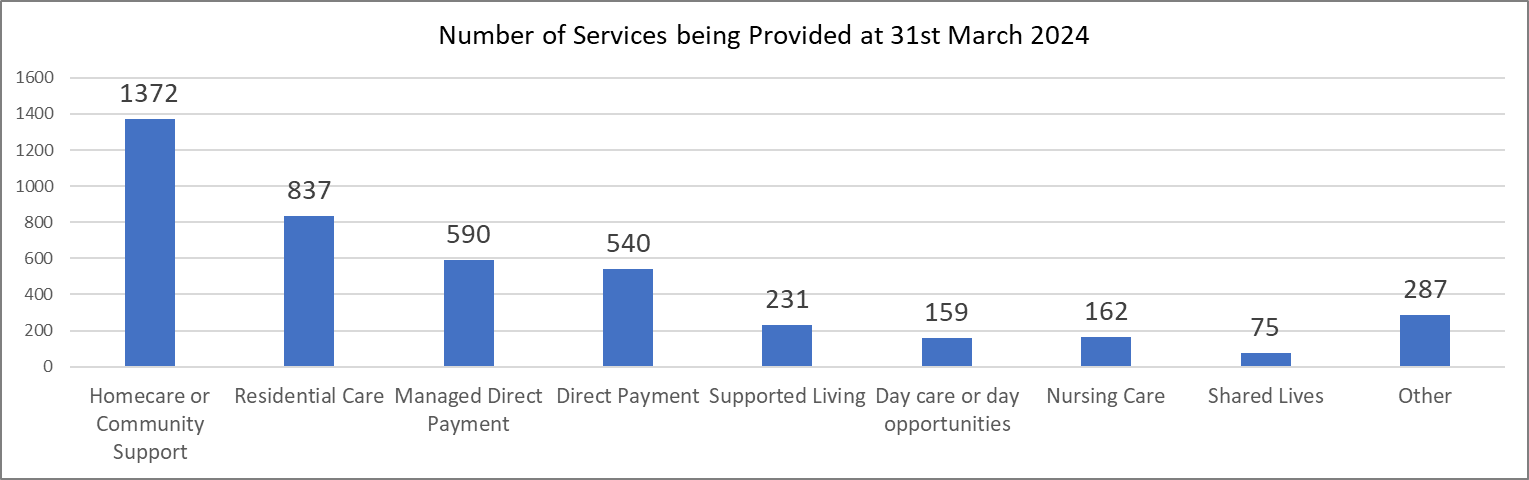 Number of Services being Provided at 31st March 2024
1600
1400
1200
1000
800
600
400
200
0
1372
837
590
540
231
159
162
75
287
Homecare or
Community
Support
Residential Care
Managed Direct
Payment
Direct Payment
Supported Living
Day care or day
opportunities
Nursing Care
Shared Lives
Other